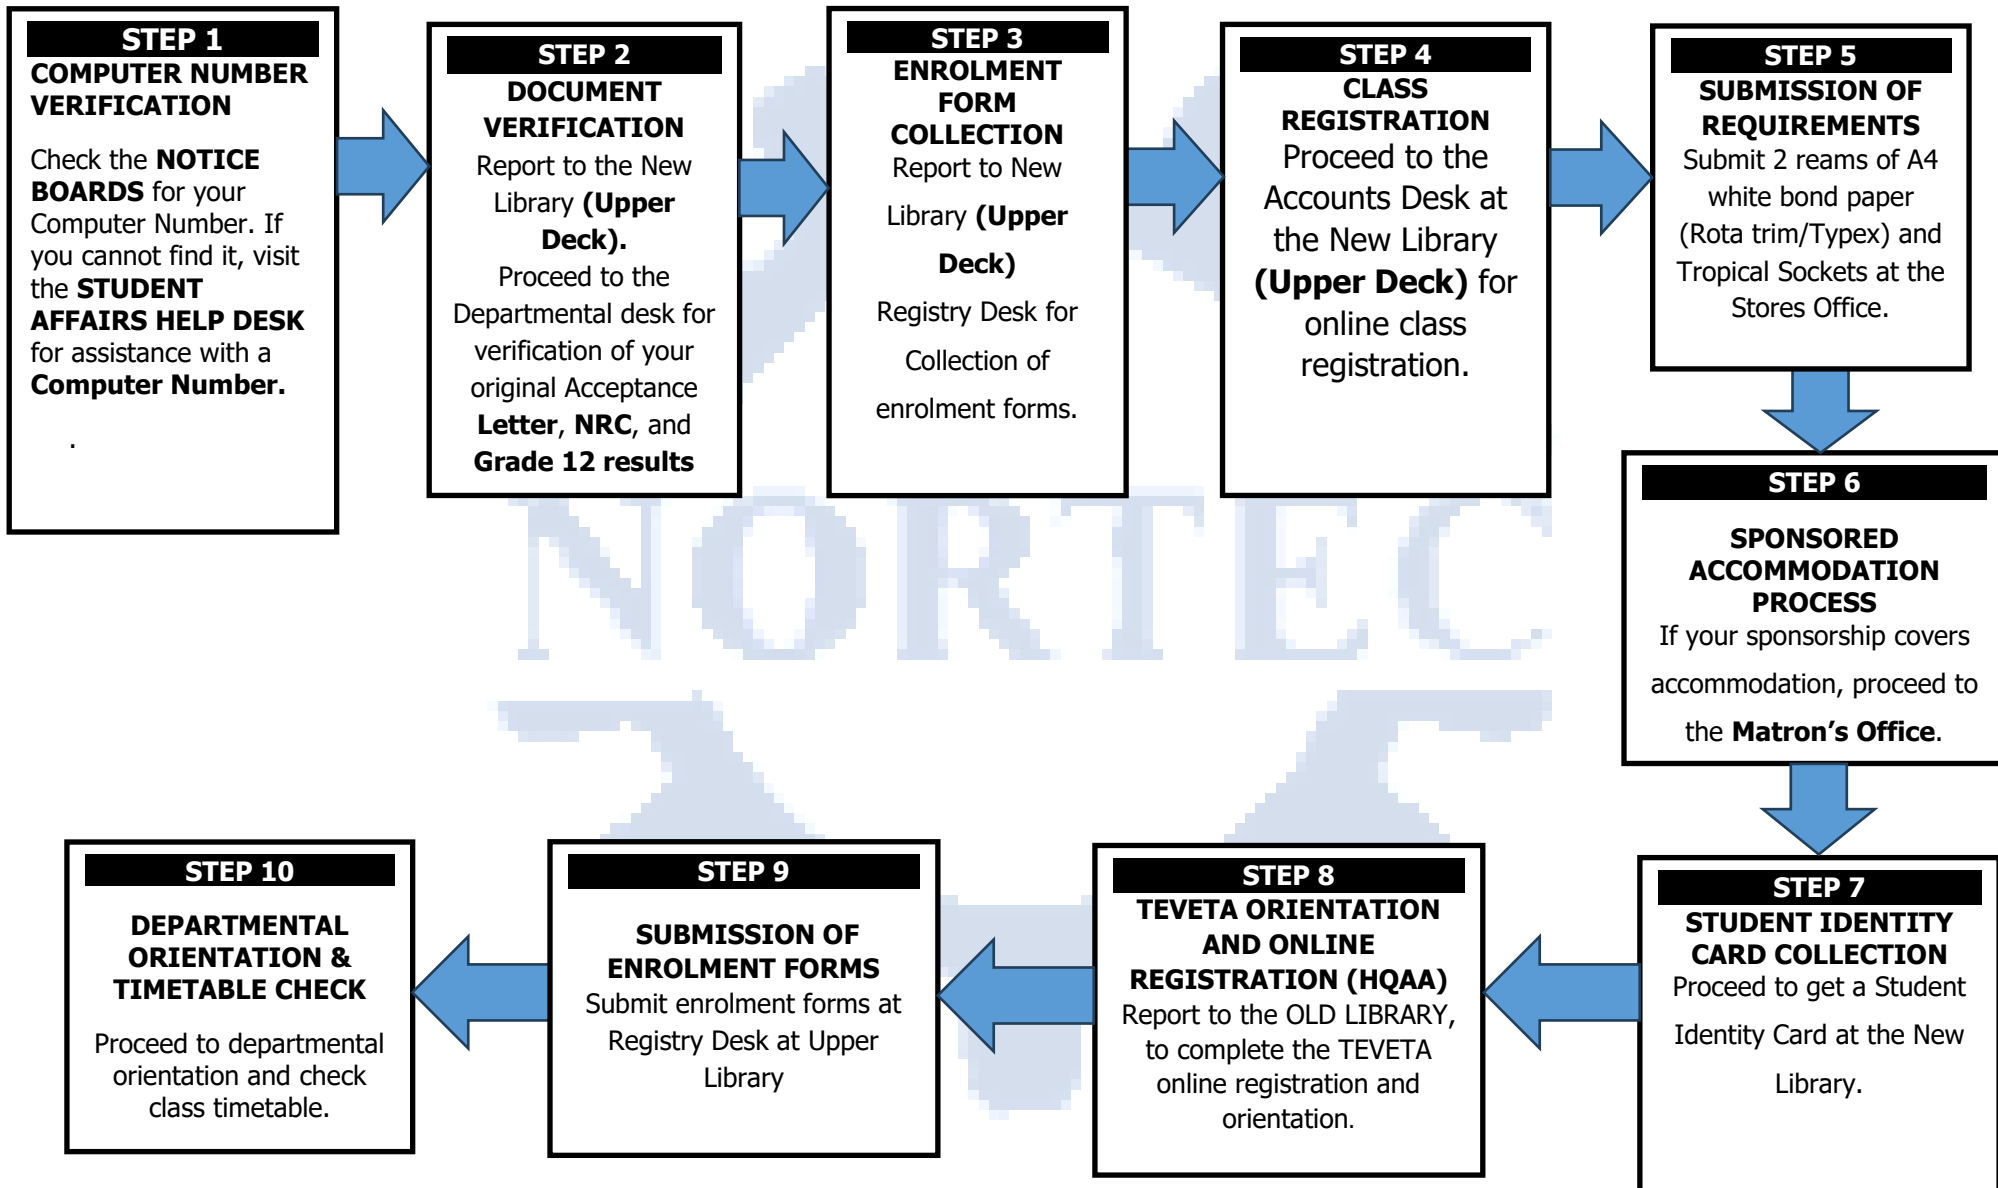 STEP 1
COMPUTER NUMBER
VERIFICATION
Check the NOTICE
BOARDS for your
Computer Number. If
you cannot find it, visit
the STUDENT
AFFAIRS HELP DESK
for assistance with a
Computer Number.
.
STEP 2
DOCUMENT
VERIFICATION
Report to the New
Library (Upper
Deck).
Proceed to the
Departmental desk for
verification of your
original Acceptance
Letter, NRC, and
Grade 12 results
STEP 3
ENROLMENT
FORM
COLLECTION
Report to New
Library (Upper
Deck)
Registry Desk for
Collection of
enrolment forms.
STEP 4
CLASS
REGISTRATION
Proceed to the
Accounts Desk at
the New Library
(Upper Deck) for
online class
registration.
STEP 5
SUBMISSION OF
REQUIREMENTS
Submit 2 reams of A4
white bond paper
(Rota trim/Typex) and
Tropical Sockets at the
Stores Office.
STEP 6
SPONSORED
ACCOMMODATION
PROCESS
If your sponsorship covers
accommodation, proceed to
the Matron’s Office.
STEP 7
STUDENT IDENTITY
CARD COLLECTION
Proceed to get a Student
Identity Card at the New
Library.
STEP 8
TEVETA ORIENTATION
AND ONLINE
REGISTRATION (HQAA)
Report to the OLD LIBRARY,
to complete the TEVETA
online registration and
orientation.
STEP 9
SUBMISSION OF
ENROLMENT FORMS
Submit enrolment forms at
Registry Desk at Upper
Library
STEP 10
DEPARTMENTAL
ORIENTATION &
TIMETABLE CHECK
Proceed to departmental
orientation and check
class timetable.
NORTEC